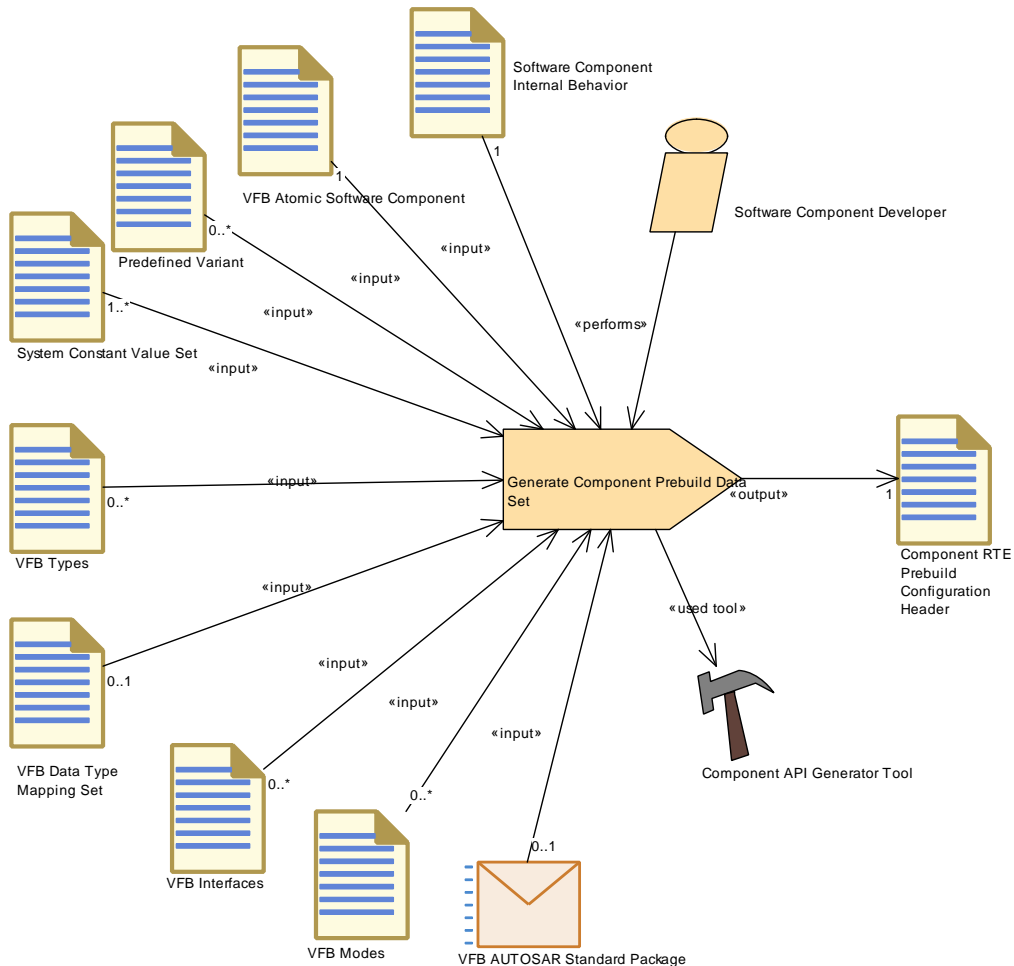 Software Component
Internal Behavior
1
VFB Atomic Software Component
1
Software Component Developer
0..*
Predefined Variant
«input»
«input»
«input»
1..*
System Constant Value Set
«input»
«performs»
VFB Types
0..*
«input»
Generate Component Prebuild Data
Set
«output»
1
Component RTE
Prebuild
Configuration
Header
«input»
«used tool»
0..1
VFB Data Type
Mapping Set
«input»
«input»
«input»
Component API Generator Tool
0..*
VFB Interfaces
0..*
VFB Modes
0..1
VFB AUTOSAR Standard Package